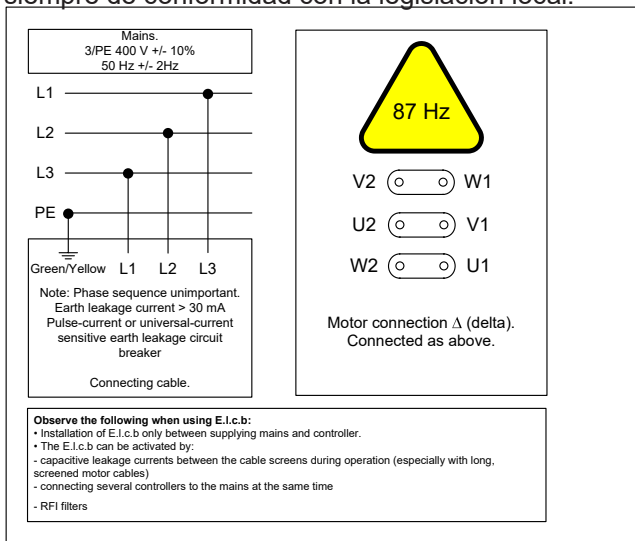 siempre de conformidad con la legislación local.
Mains.
3/PE 400 V +/- 10%
50 Hz +/- 2Hz
L1
L2
L3
PE
Green/Yellow L1 L2 L3
Note: Phase sequence unimportant.
Earth leakage current > 30 mA
Pulse-current or universal-current
sensitive earth leakage circuit
breaker
Connecting cable.
87 Hz
V2 W1
U2 V1
W2 U1
Motor connection Δ (delta).
Connected as above.
Observe the following when using E.l.c.b:
• Installation of E.l.c.b only between supplying mains and controller.
• The E.l.c.b can be activated by:
- capacitive leakage currents between the cable screens during operation (especially with long,
screened motor cables)
- connecting several controllers to the mains at the same time
- RFI filters